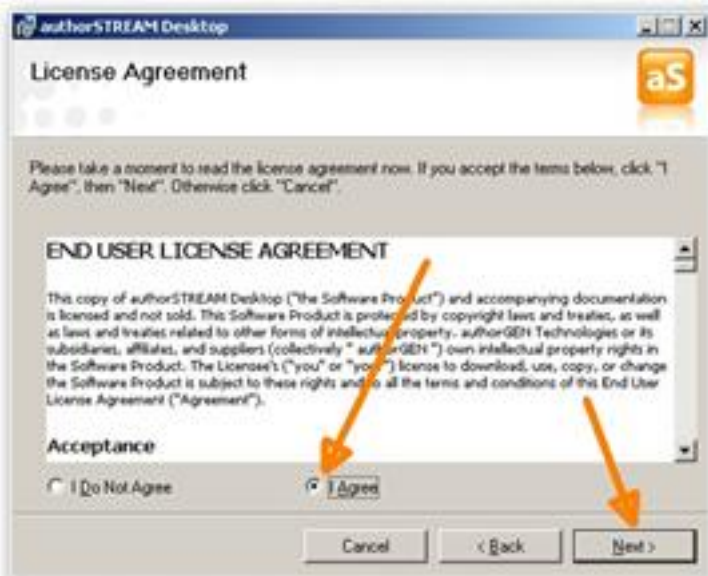 authorSTREAM Desktop
License Agreement
aS
Please take a moment to read the license agreement now. If you accept the terms below, click "I
Agree", then "Next". Otherwise click "Cancel".
END USER LICENSE AGREEMENT
This copy of authorSTREAM Desktop ("the Software Product") and accompanying documentation
is licensed and not sold. This Software Product is protected by copyright laws and treaties, as well
as laws and treaties related to other forms of intellectual property. authorGEN Technologies or its
subsidiaries, affiliates, and suppliers (collectively " authorGEN ") own intellectual property rights in
the Software Product. The Licensee's ("you" or "your") license to download, use, copy, or change
the Software Product is subject to these rights and to all the terms and conditions of this End User
License Agreement ("Agreement").
Acceptance
I Do Not Agree
I Agree
Cancel
< Back
Next >